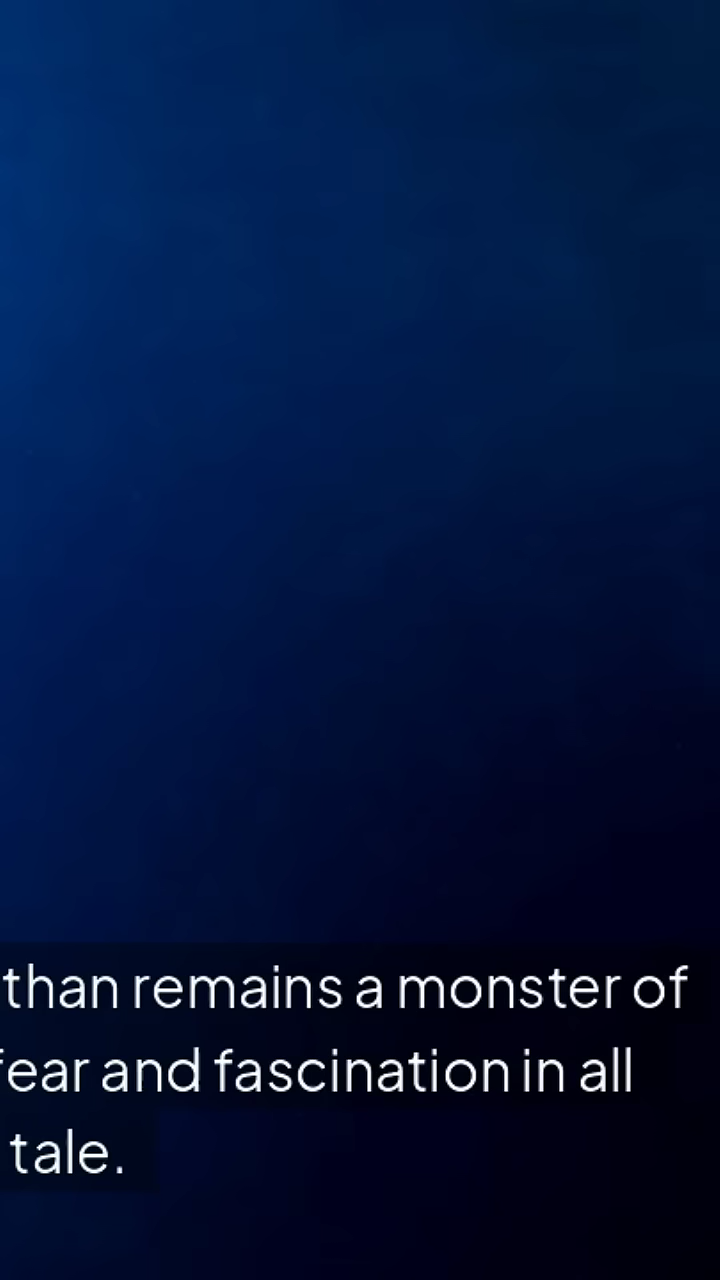 than remains a monster of
fear and fascination in all
tale.